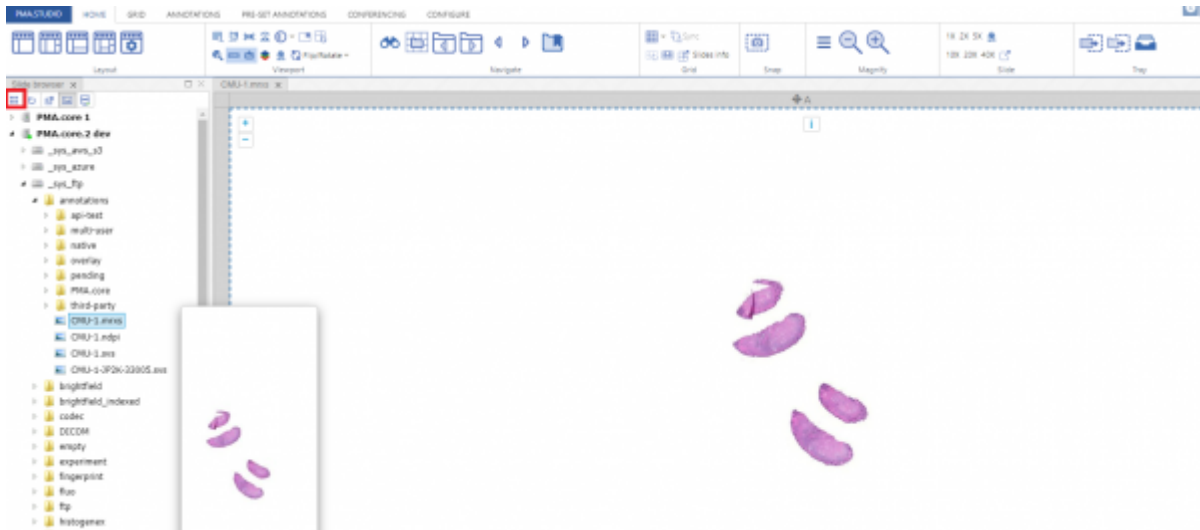 PMA.STUDIO HOME GRID ANNOTATIONS PRE-SET ANNOTATIONS CONFERENCING CONFIGURE
Flip/Rotate
Sync
1X 2X 5X
Slides info
10X 20X 40X
Layout Viewport Navigate Grid Snap Magnify Slide Tray
Slide browser x CMU-1.mrxs x
A
PMA.core 1
PMA.core.2 dev
_sys_aws_s3
_sys_azure
_sys_ftp
annotations
api-test
multi-user
native
overlay
pending
PMA.core
third-party
CMU-1.mrxs
CMU-1.ndpi
CMU-1.svs
CMU-1-JP2K-33005.svs
brightfield
brightfield_indexed
codec
DICOM
empty
experiment
fingerprint
fluo
ftp
histogenex